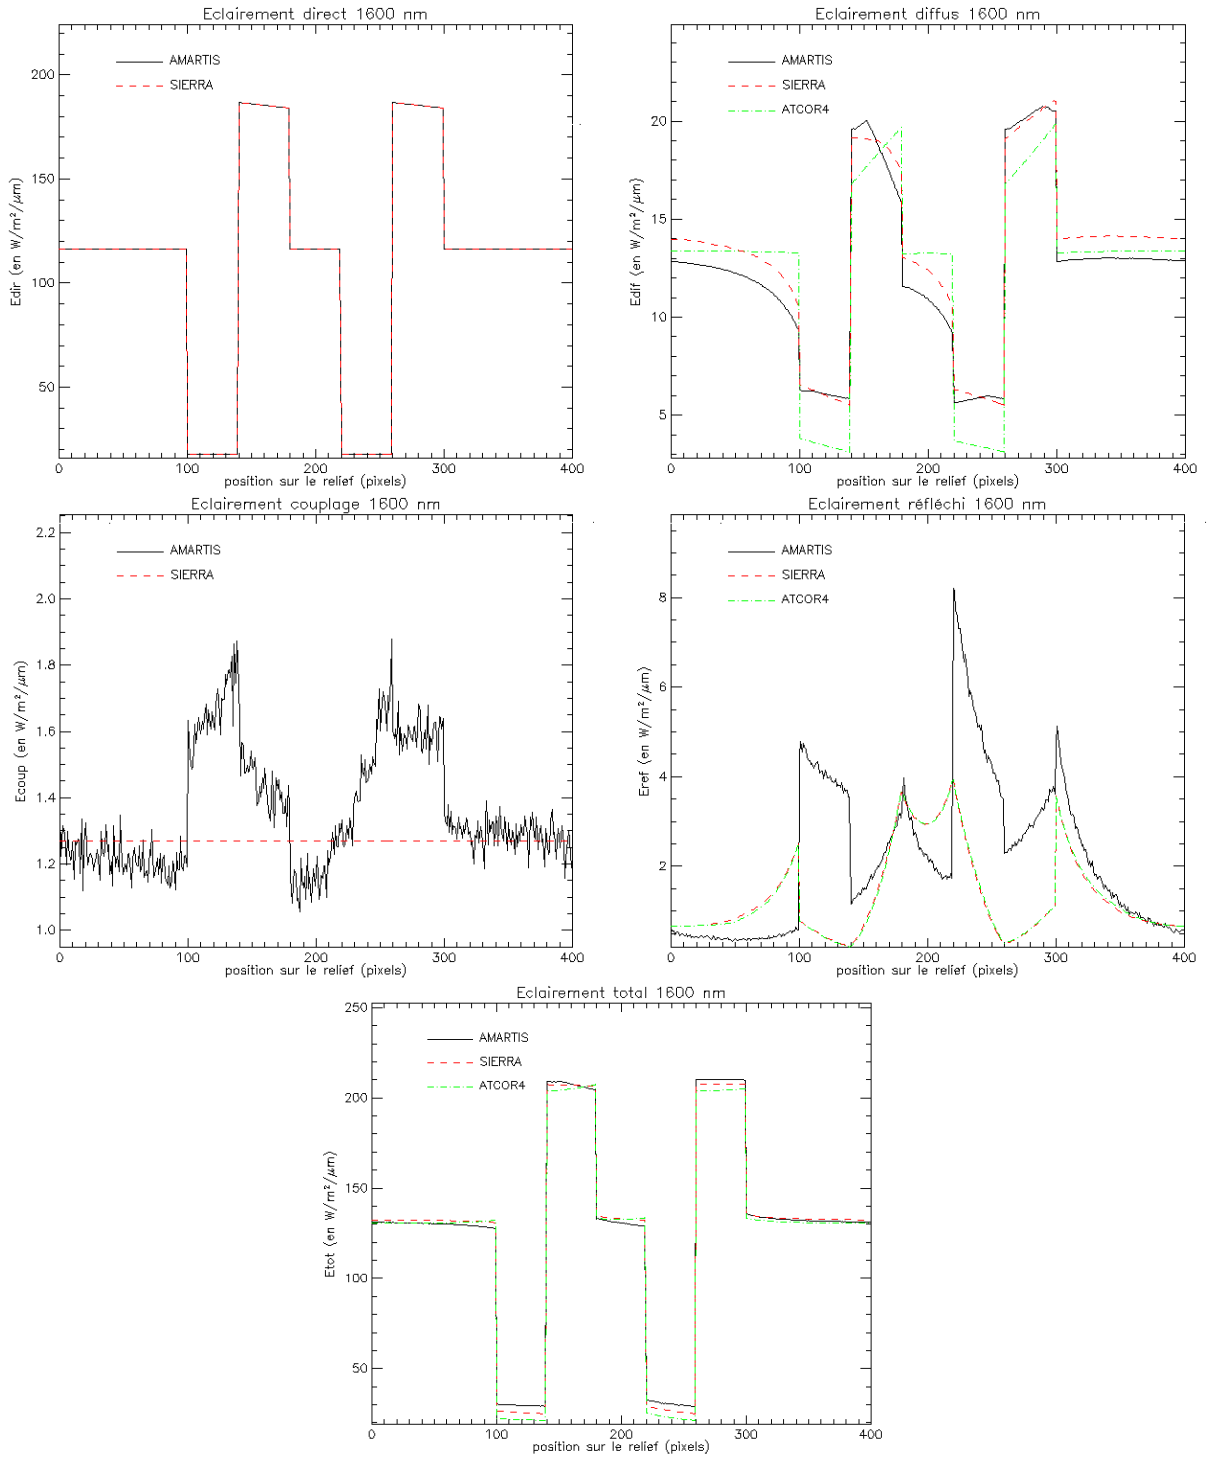 Eclairement direct 1600 nm
AMARTIS
SIERRA
Edir (en W/m²/μm)
200
150
100
50
0 100 200 300 400
position sur le relief (pixels)
Eclairement diffus 1600 nm
AMARTIS
SIERRA
ATCOR4
Edif (en W/m²/μm)
20
15
10
5
0 100 200 300 400
position sur le relief (pixels)
Eclairement couplage 1600 nm
AMARTIS
SIERRA
Ecoup (en W/m²/μm)
2.2
2.0
1.8
1.6
1.4
1.2
1.0
0 100 200 300 400
position sur le relief (pixels)
Eclairement réfléchi 1600 nm
AMARTIS
SIERRA
ATCOR4
Eref (en W/m²/μm)
8
6
4
2
0 100 200 300 400
position sur le relief (pixels)
Eclairement total 1600 nm
AMARTIS
SIERRA
ATCOR4
Etot (en W/m²/μm)
250
200
150
100
50
0 100 200 300 400
position sur le relief (pixels)